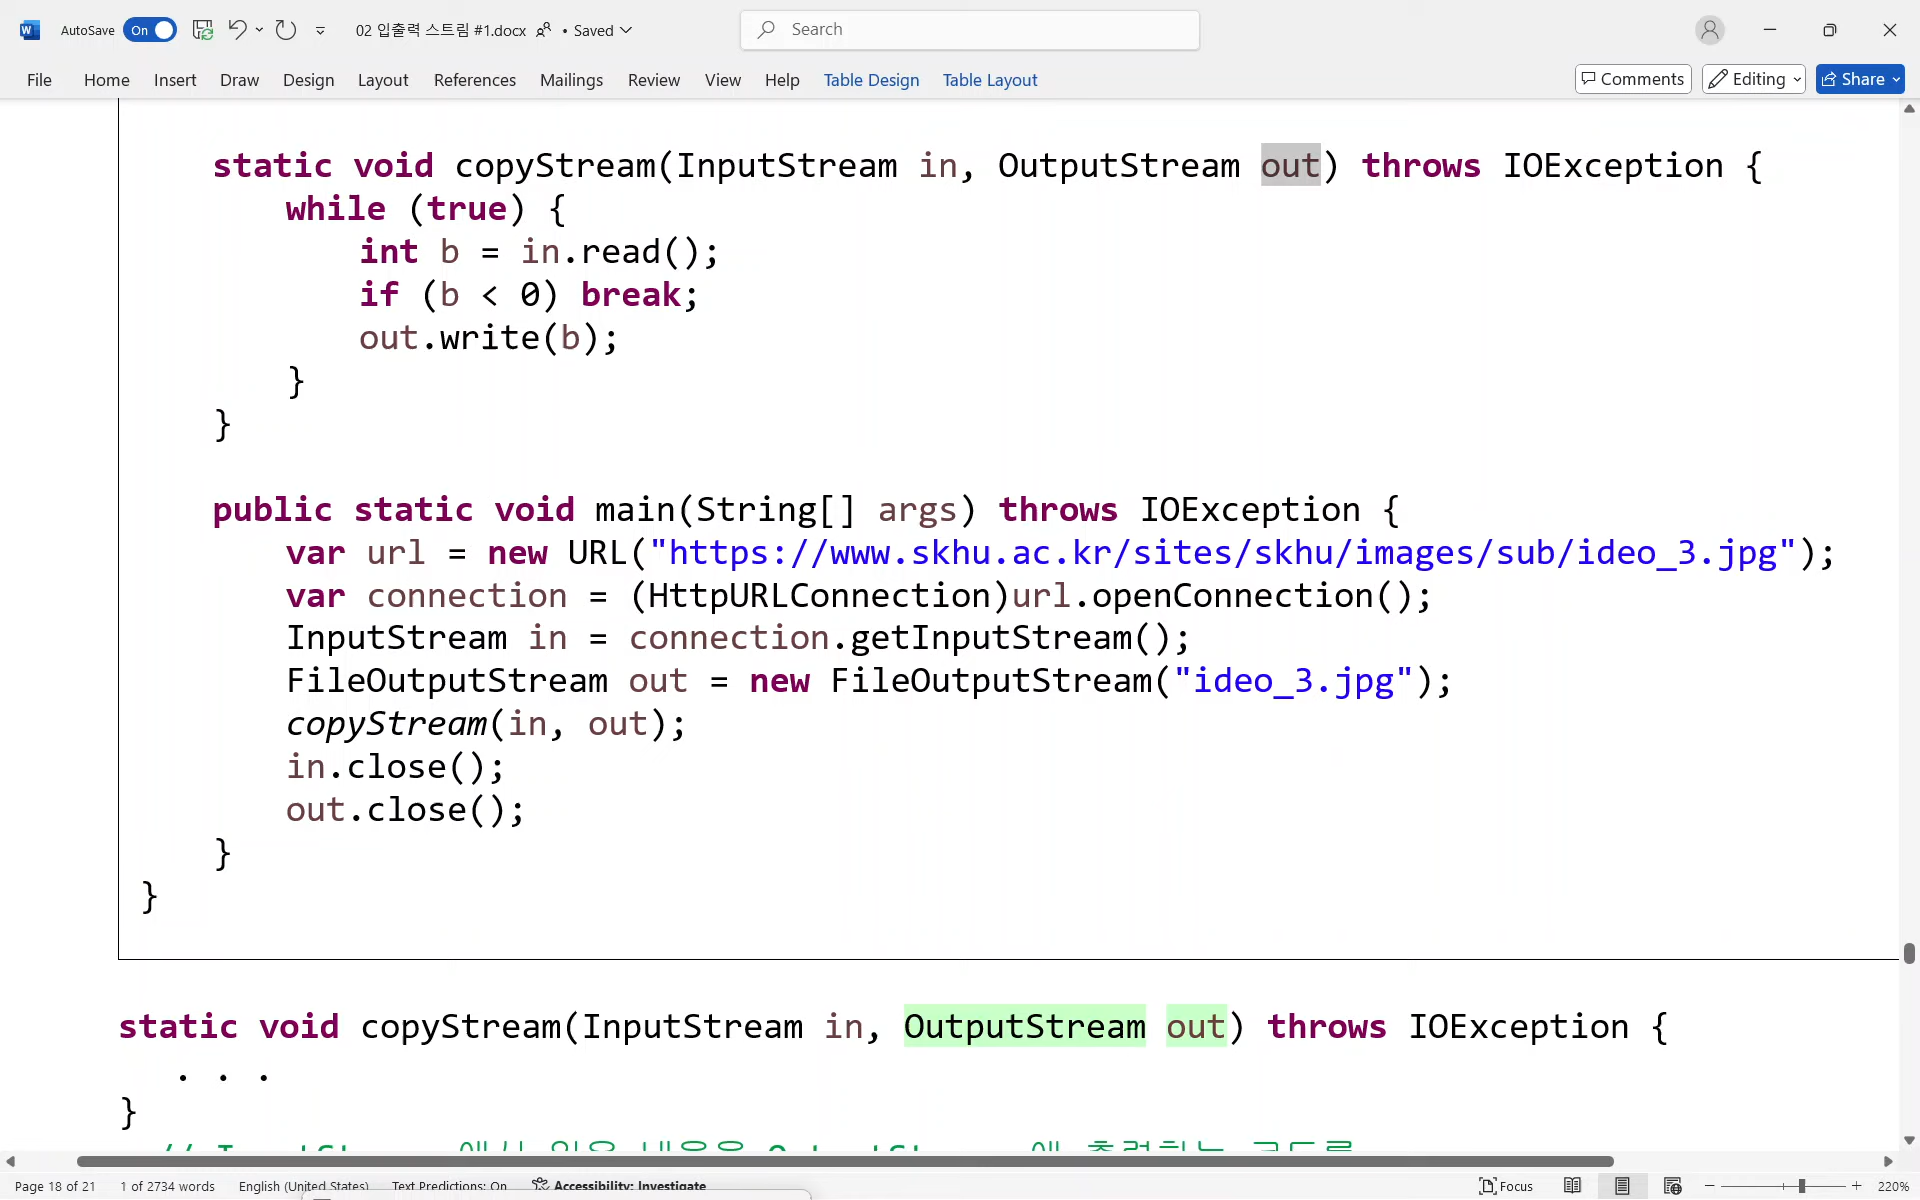 AutoSave On 02 입출력 스트림 #1.docx • Saved Search
File Home Insert Draw Design Layout References Mailings Review View Help Table Design Table Layout Comments Editing Share
static void copyStream(InputStream in, OutputStream out) throws IOException {
while (true) {
int b = in.read();
if (b < 0) break;
out.write(b);
}
}
public static void main(String[] args) throws IOException {
var url = new URL("https://www.skhu.ac.kr/sites/skhu/images/sub/ideo_3.jpg");
var connection = (HttpURLConnection)url.openConnection();
InputStream in = connection.getInputStream();
FileOutputStream out = new FileOutputStream("ideo_3.jpg");
copyStream(in, out);
in.close();
out.close();
}
}
static void copyStream(InputStream in, OutputStream out) throws IOException {
. . .
}
Page 18 of 21 1 of 2734 words English (United States) Text Predictions: On Accessibility: Investigate Focus 220%